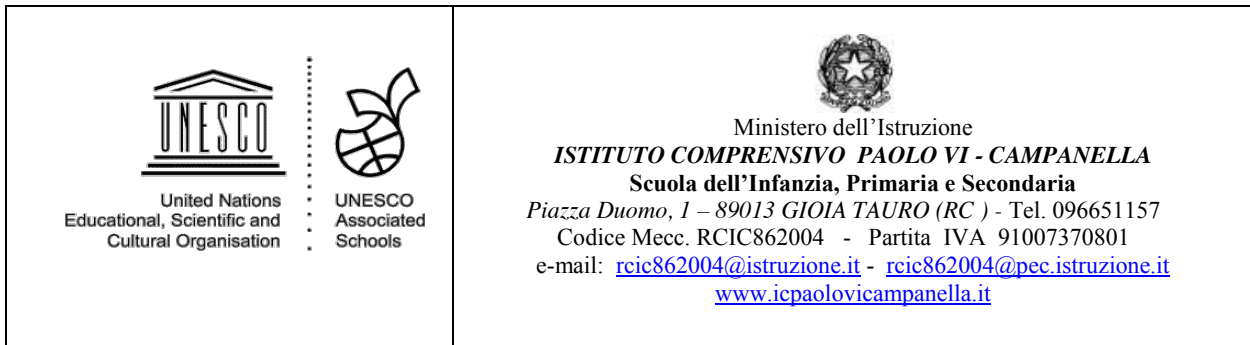 UNESCO
United Nations
Educational, Scientific and
Cultural Organisation
UNESCO
Associated
Schools
Ministero dell’Istruzione
ISTITUTO COMPRENSIVO PAOLO VI - CAMPANELLA
Scuola dell’Infanzia, Primaria e Secondaria
Piazza Duomo, 1 – 89013 GIOIA TAURO (RC ) - Tel. 096651157
Codice Mecc. RCIC862004 - Partita IVA 91007370801
e-mail: rcic862004@istruzione.it - rcic862004@pec.istruzione.it
www.icpaolovicampanella.it